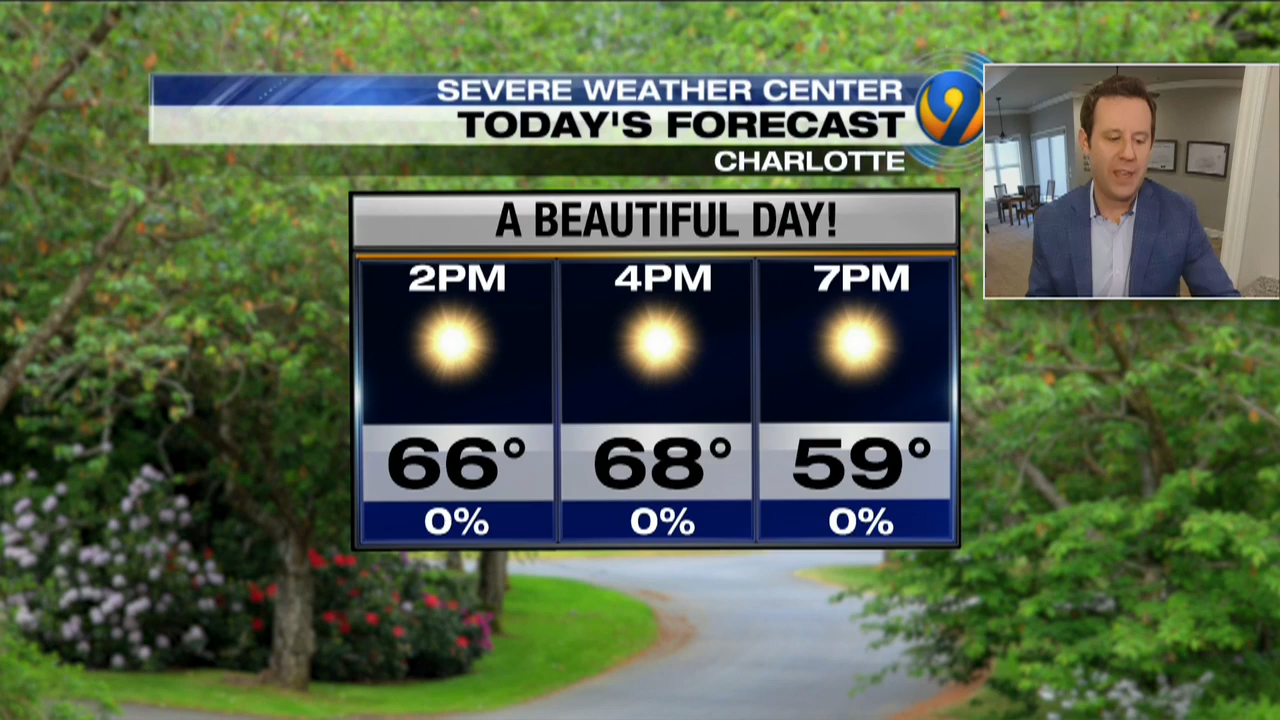 SEVERE WEATHER CENTER
TODAY'S FORECAST
9
CHARLOTTE
A BEAUTIFUL DAY!
2PM 4PM 7PM
66° 68° 59°
0% 0% 0%